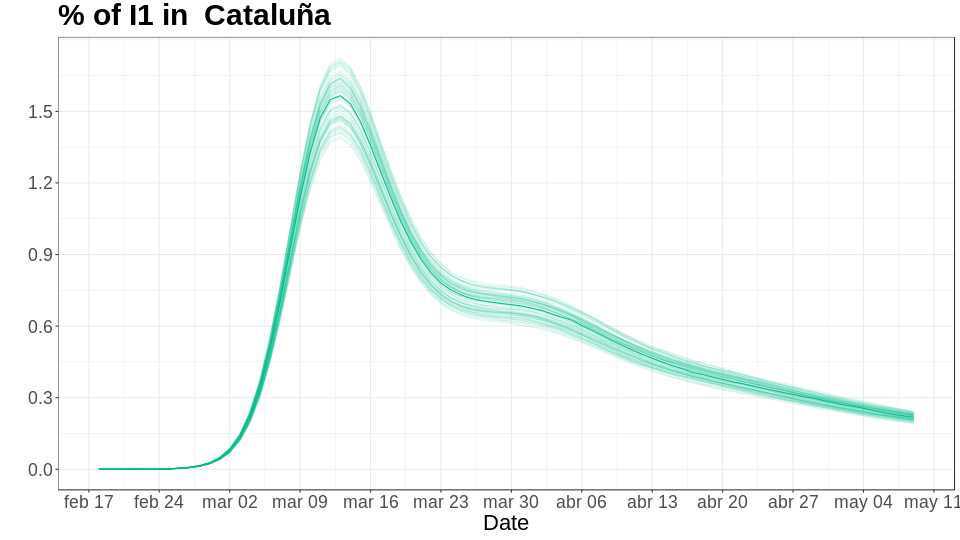 % of I1 in  Cataluña
1.5
1.2
0.9
0.6
0.3
0.0
feb 17 feb 24 mar 02 mar 09 mar 16 mar 23 mar 30 abr 06 abr 13 abr 20 abr 27 may 04 may 11
Date